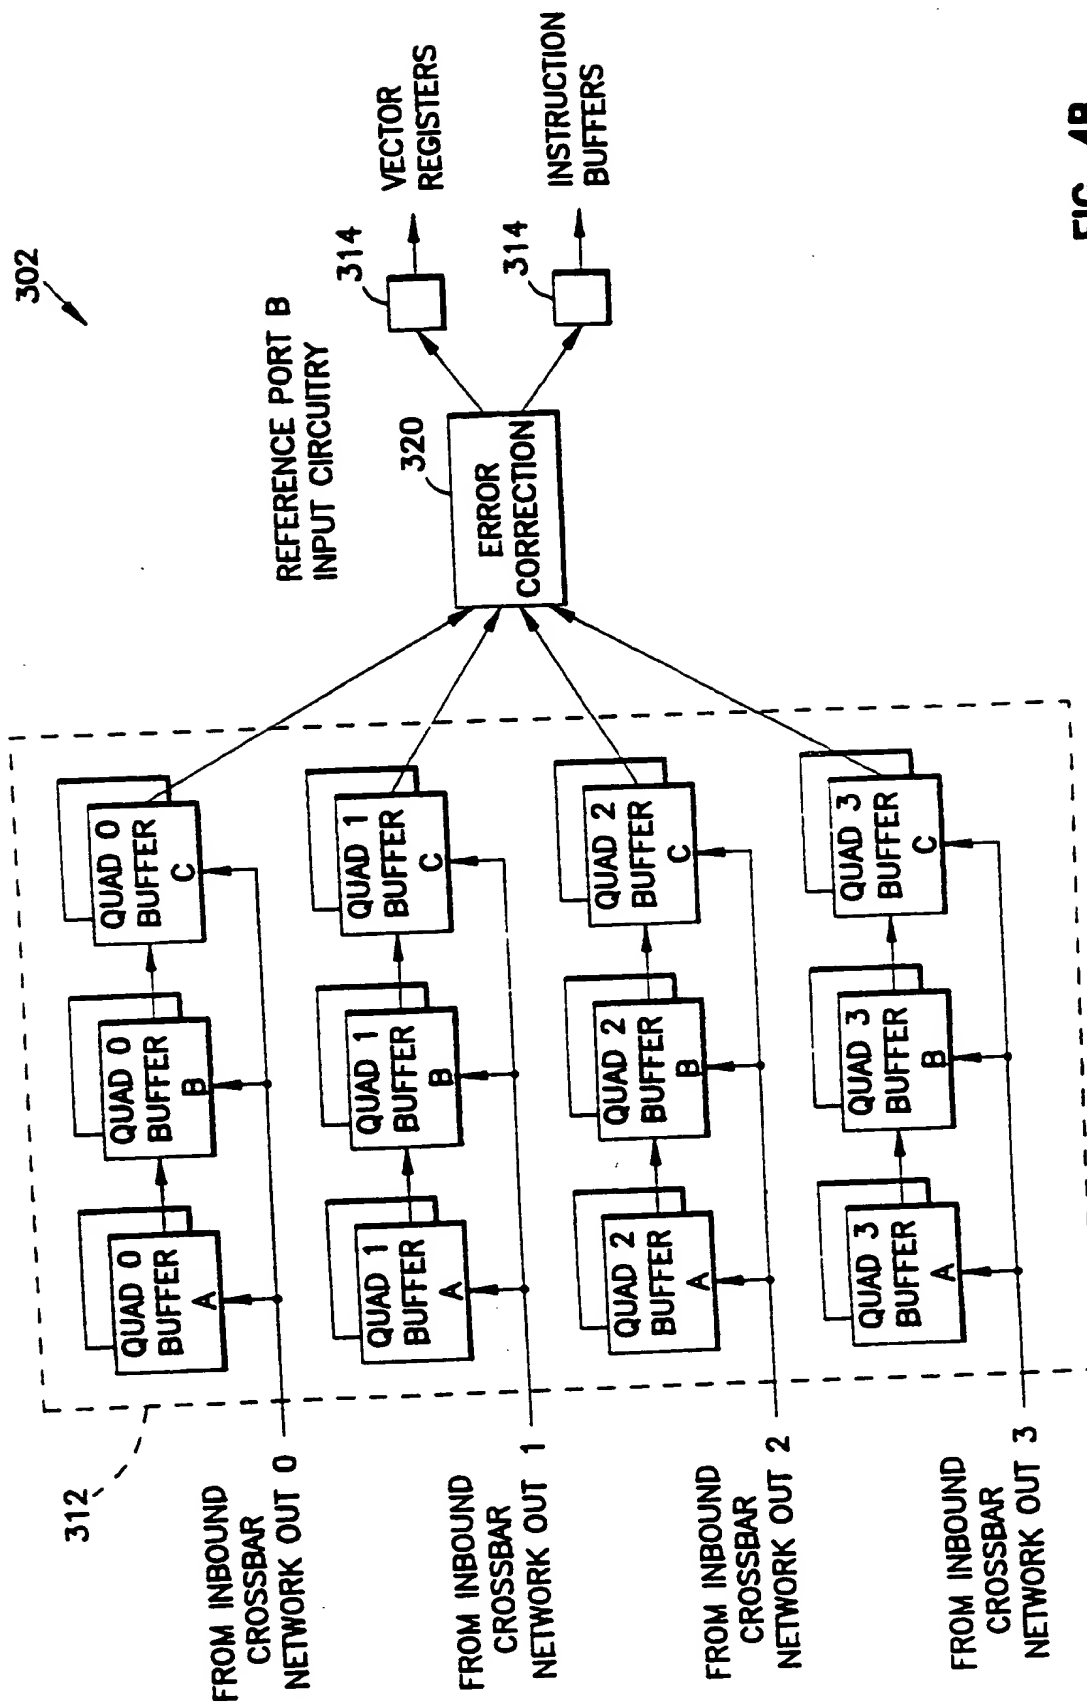 302
REFERENCE PORT B
INPUT CIRCUITRY
312
FROM INBOUND
CROSSBAR
NETWORK OUT 0
QUAD 0
BUFFER
A
QUAD 0
BUFFER
B
QUAD 0
BUFFER
C
FROM INBOUND
CROSSBAR
NETWORK OUT 1
QUAD 1
BUFFER
A
QUAD 1
BUFFER
B
QUAD 1
BUFFER
C
FROM INBOUND
CROSSBAR
NETWORK OUT 2
QUAD 2
BUFFER
A
QUAD 2
BUFFER
B
QUAD 2
BUFFER
C
FROM INBOUND
CROSSBAR
NETWORK OUT 3
QUAD 3
BUFFER
A
QUAD 3
BUFFER
B
QUAD 3
BUFFER
C
320
ERROR
CORRECTION
314
VECTOR
REGISTERS
314
INSTRUCTION
BUFFERS
FIG. 4B